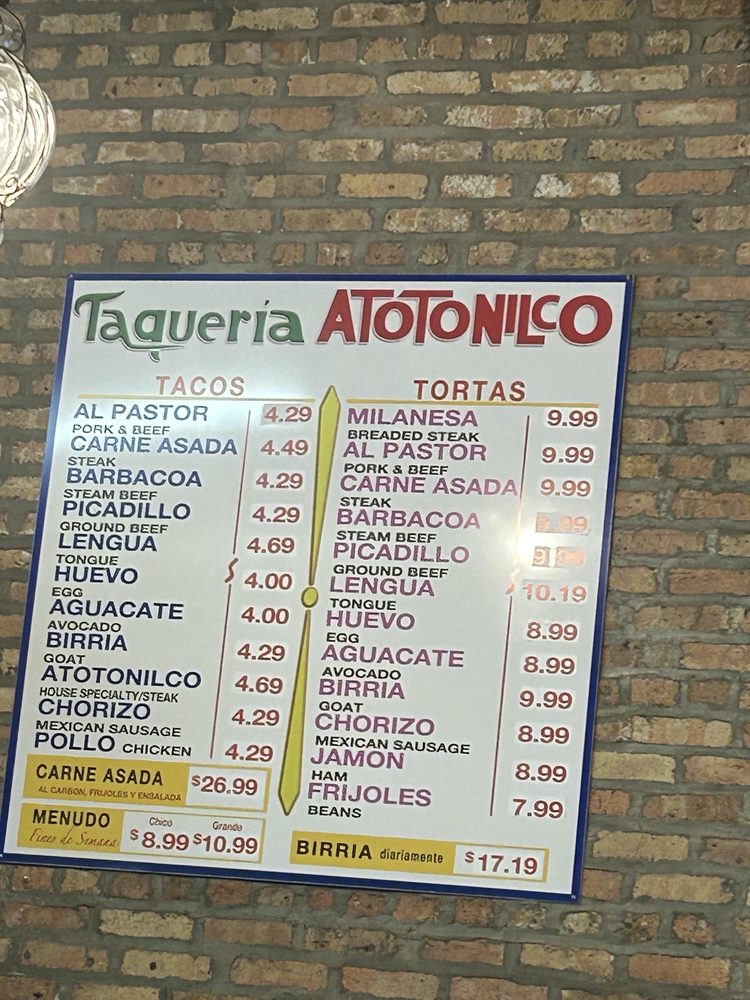 Taquería ATOTONILCO
TACOS
AL PASTOR 4.29
PORK & BEEF
CARNE ASADA 4.49
STEAK
BARBACOA 4.29
STEAM BEEF
PICADILLO 4.29
GROUND BEEF
LENGUA 4.69
TONGUE
HUEVO 4.00
EGG
AGUACATE 4.00
AVOCADO
BIRRIA 4.29
GOAT
ATOTONILCO 4.69
HOUSE SPECIALTY/STEAK
CHORIZO 4.29
MEXICAN SAUSAGE
POLLO CHICKEN 4.29
CARNE ASADA $26.99
AL CARBON, FRIJOLES Y ENSALADA
MENUDO Chico Grande
Fines de Semana $8.99 $10.99
TORTAS
MILANESA 9.99
BREADED STEAK
AL PASTOR 9.99
PORK & BEEF
CARNE ASADA 9.99
STEAK
BARBACOA
STEAM BEEF
PICADILLO 9.99
GROUND BEEF
LENGUA 10.19
TONGUE
HUEVO 8.99
EGG
AGUACATE 8.99
AVOCADO
BIRRIA 9.99
GOAT
CHORIZO 8.99
MEXICAN SAUSAGE
JAMON 8.99
HAM
FRIJOLES 7.99
BEANS
BIRRIA diariamente $17.19